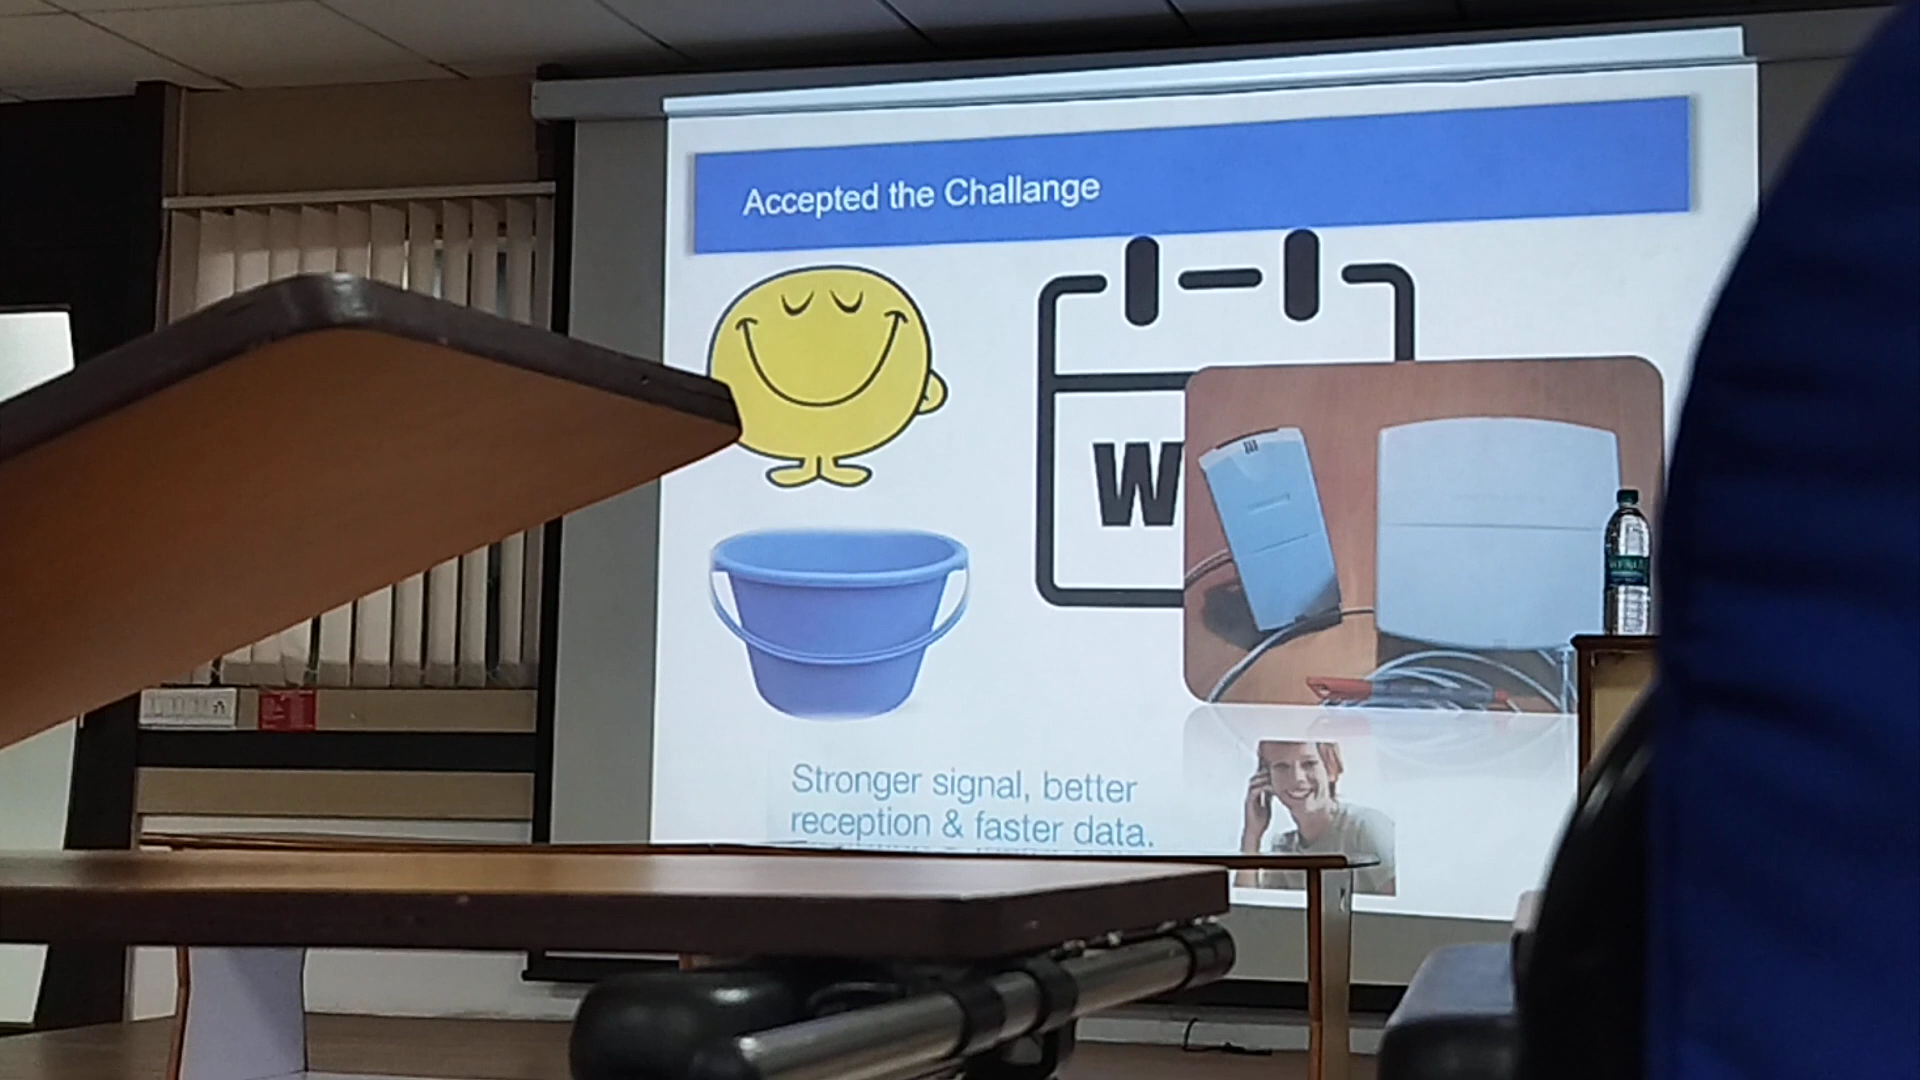 Accepted the Challange
W
Stronger signal, better
reception & faster data.